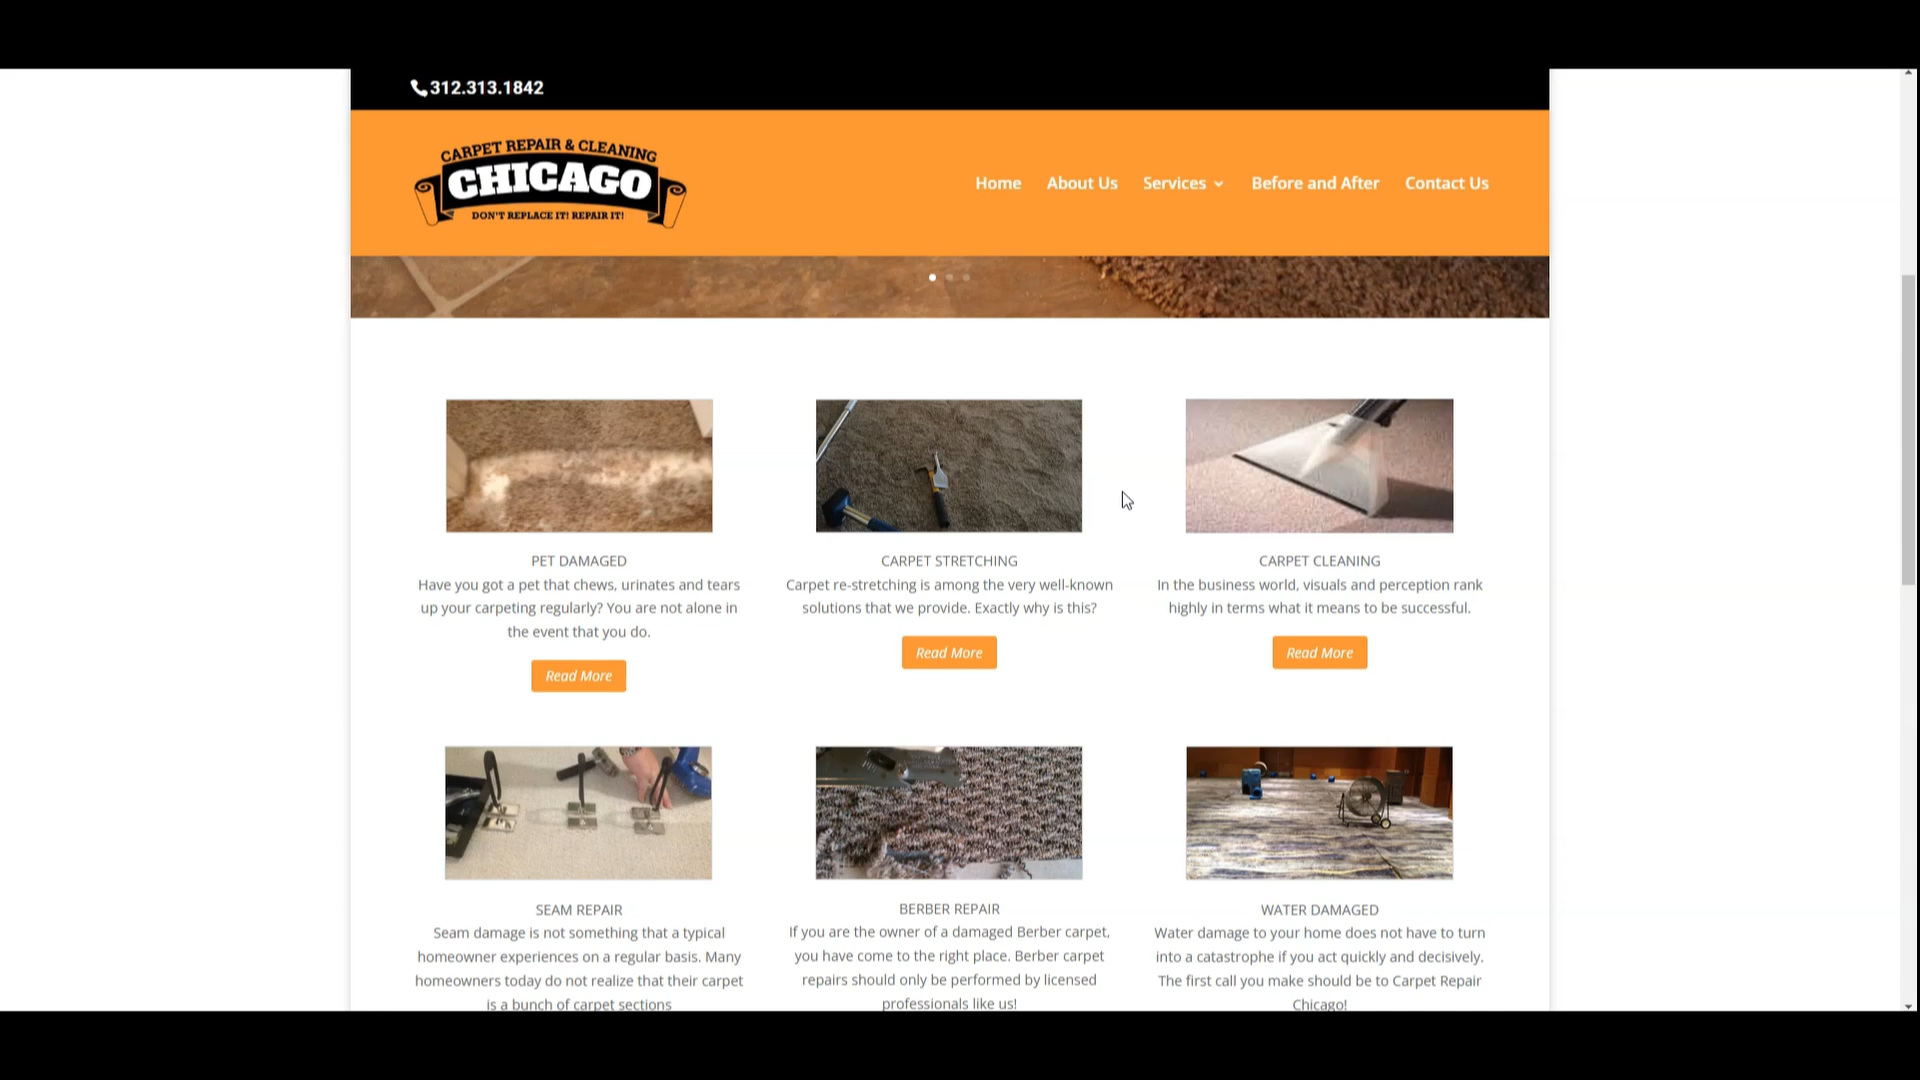 312.313.1842
CARPET REPAIR & CLEANING
CHICAGO
DON'T REPLACE IT! REPAIR IT!
Home About Us Services Before and After Contact Us
PET DAMAGED
Have you got a pet that chews, urinates and tears
up your carpeting regularly? You are not alone in
the event that you do.
Read More
CARPET STRETCHING
Carpet re-stretching is among the very well-known
solutions that we provide. Exactly why is this?
Read More
CARPET CLEANING
In the business world, visuals and perception rank
highly in terms what it means to be successful.
Read More
SEAM REPAIR
Seam damage is not something that a typical
homeowner experiences on a regular basis. Many
homeowners today do not realize that their carpet
is a bunch of carpet sections
BERBER REPAIR
If you are the owner of a damaged Berber carpet,
you have come to the right place. Berber carpet
repairs should only be performed by licensed
professionals like us!
WATER DAMAGED
Water damage to your home does not have to turn
into a catastrophe if you act quickly and decisively.
The first call you make should be to Carpet Repair
Chicago!